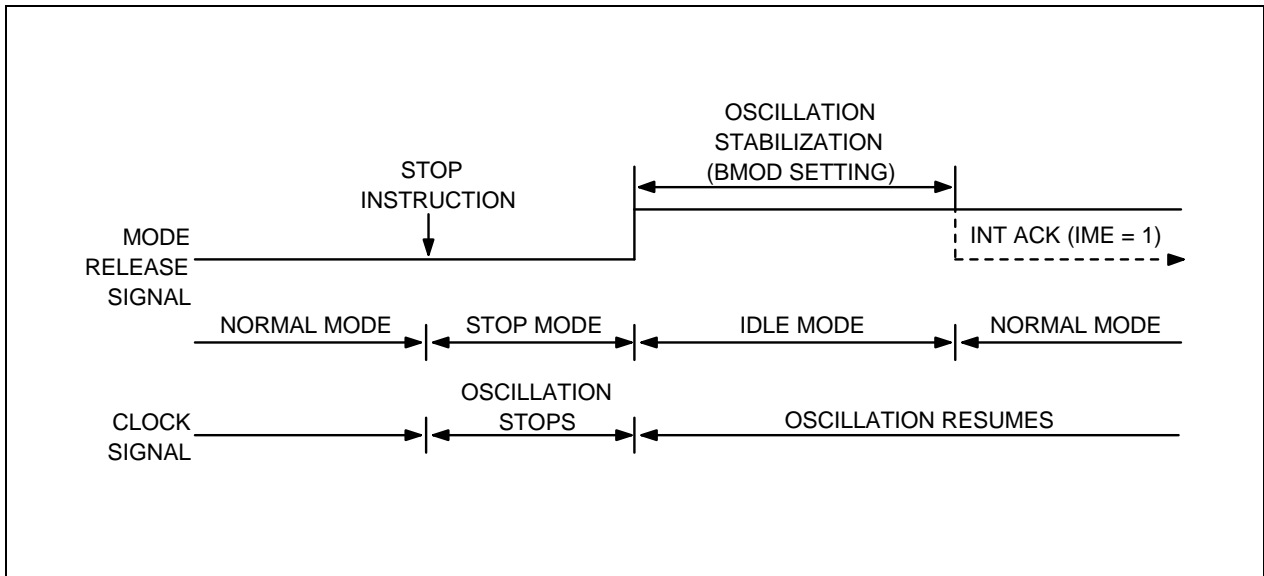 OSCILLATION
STABILIZATION
(BMOD SETTING)
STOP
INSTRUCTION
INT ACK (IME = 1)
MODE
RELEASE
SIGNAL
NORMAL MODE
STOP MODE
IDLE MODE
NORMAL MODE
OSCILLATION
STOPS
OSCILLATION RESUMES
CLOCK
SIGNAL